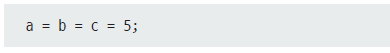 a = b = c = 5;